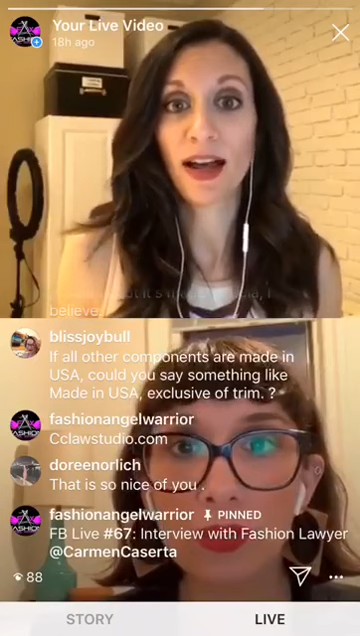 Your Live Video
18h ago
believe.
blissjoybull
If all other components are made in
USA, could you say something like
Made in USA, exclusive of trim. ?
fashionangelwarrior
Cclawstudio.com
doreenorlich
That is so nice of you .
fashionangelwarrior PINNED
FB Live #67: Interview with Fashion Lawyer
@CarmenCaserta
88
STORY LIVE